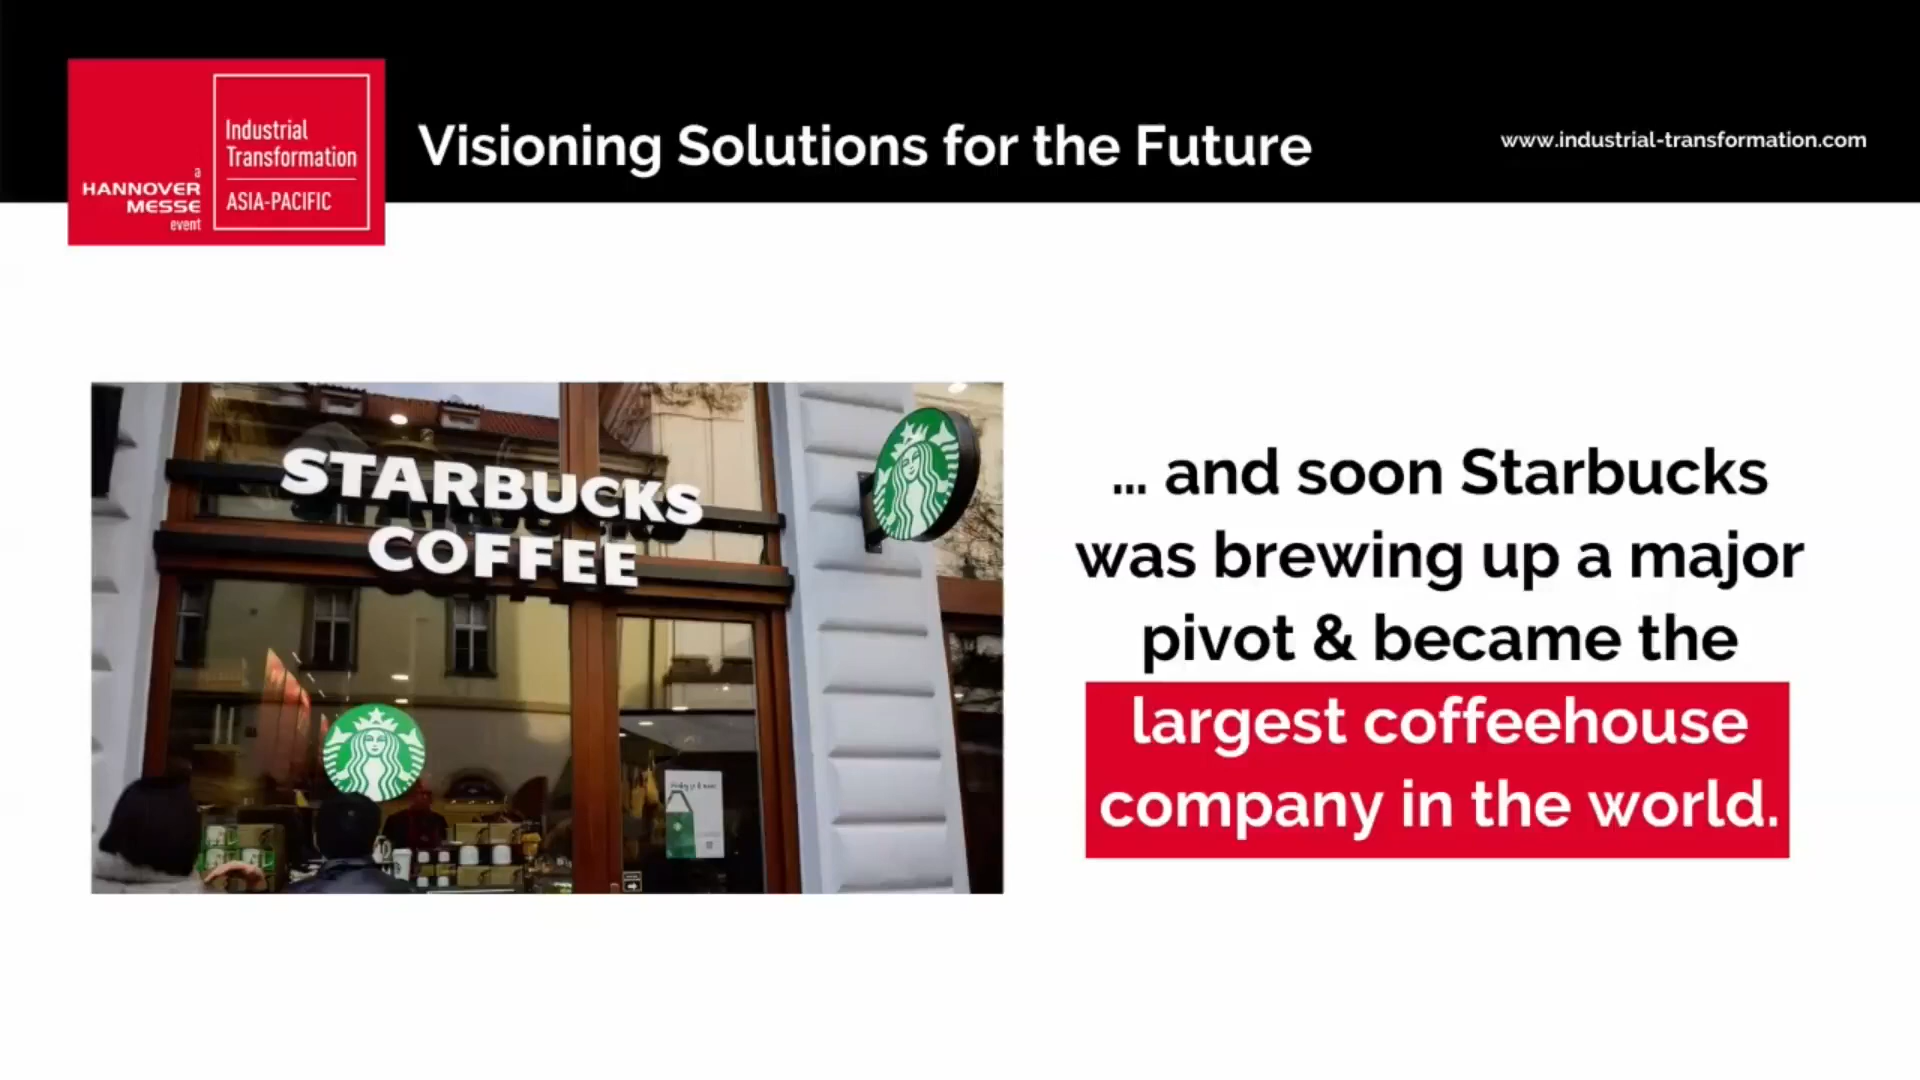 a
HANNOVER
MESSE
event
Industrial
Transformation
ASIA-PACIFIC
Visioning Solutions for the Future
www.industrial-transformation.com
STARBUCKS
COFFEE
... and soon Starbucks
was brewing up a major
pivot & became the
largest coffeehouse
company in the world.